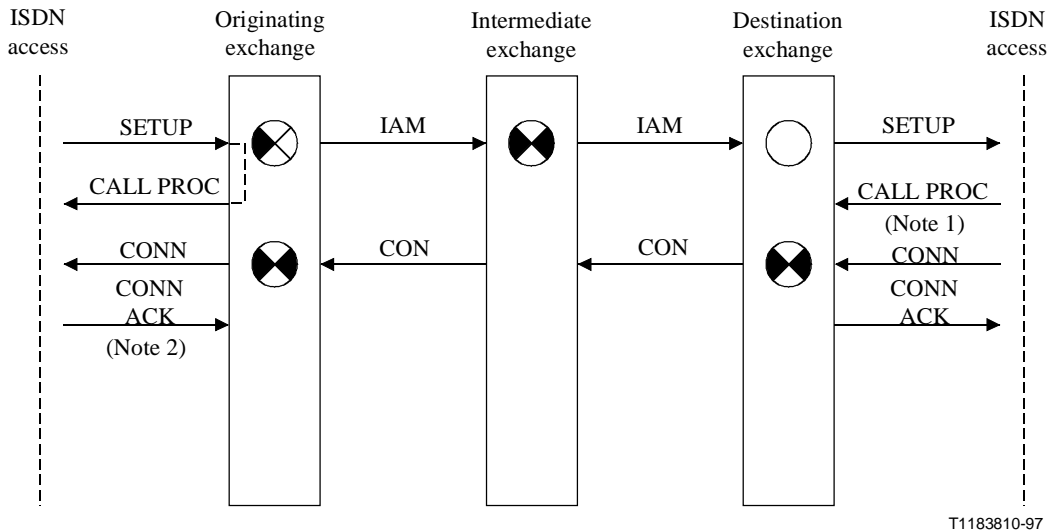 ISDN
access
Originating
exchange
Intermediate
exchange
Destination
exchange
ISDN
access
SETUP
IAM
IAM
SETUP
CALL PROC
CALL PROC
(Note 1)
CONN
CON
CON
CONN
CONN
ACK
(Note 2)
CONN
ACK
T1183810-97